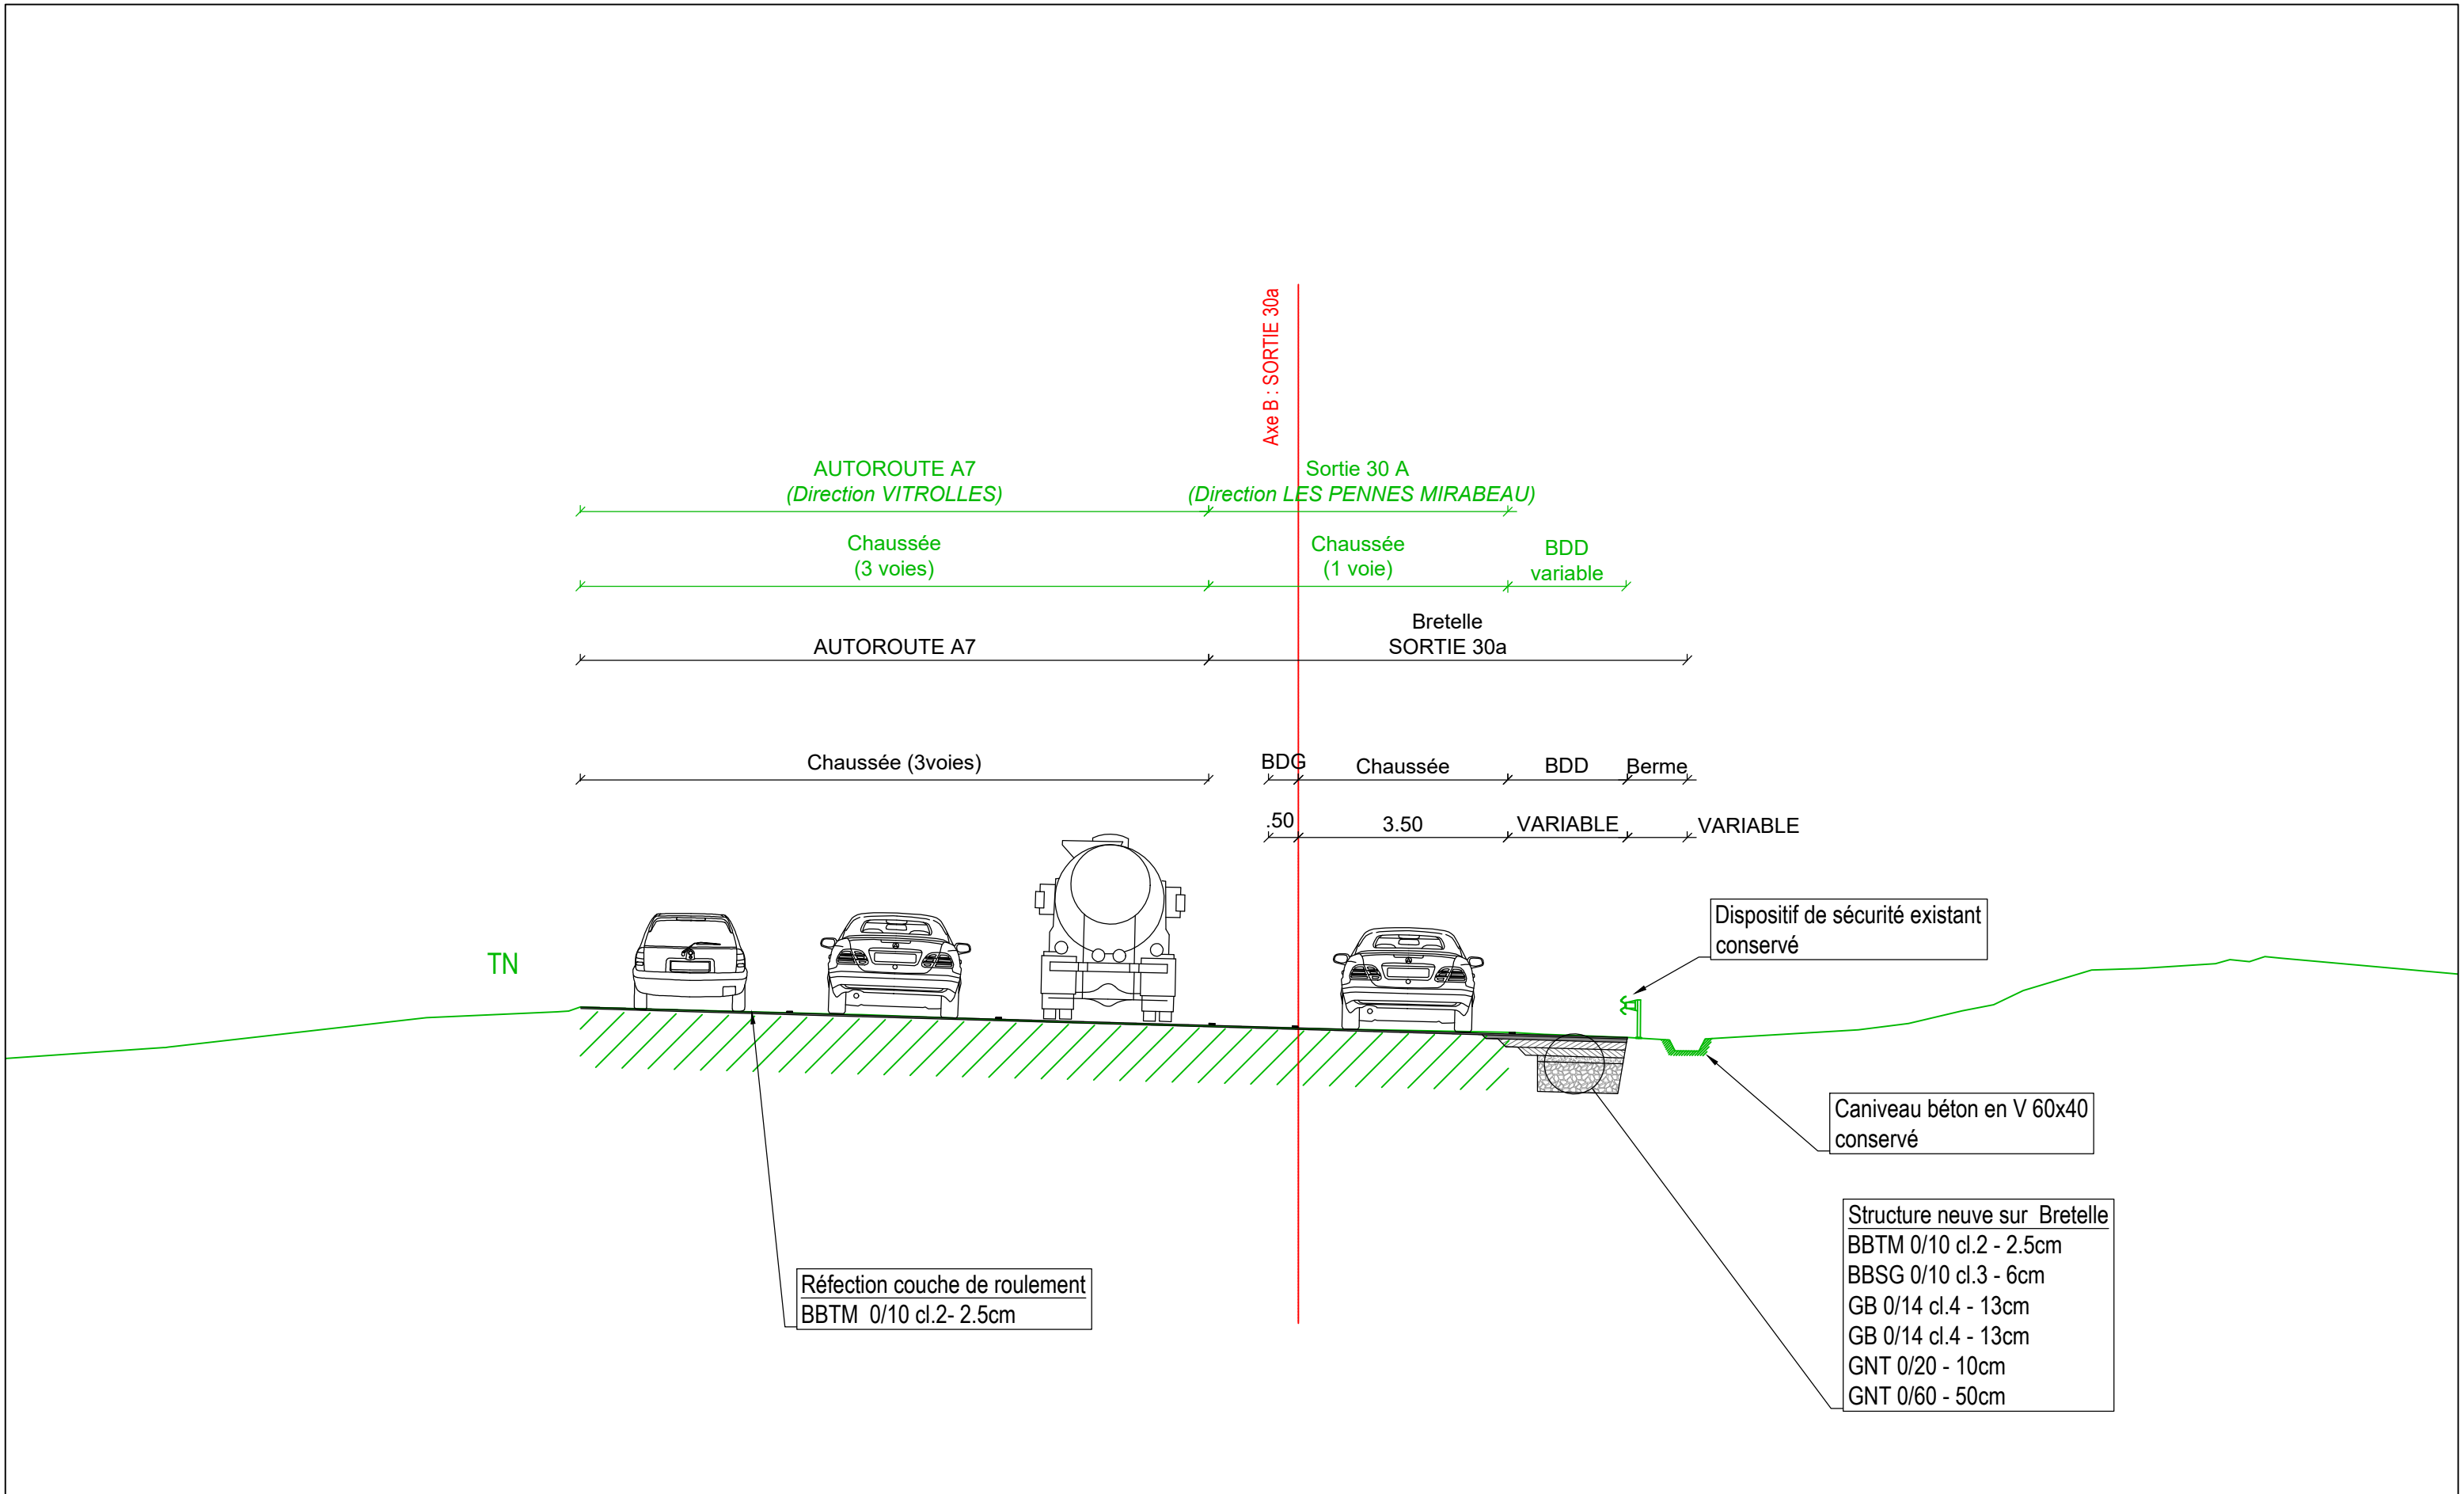 Axe B : SORTIE 30a
AUTOROUTE A7
(Direction VITROLLES)
Sortie 30 A
(Direction LES PENNES MIRABEAU)
Chaussée
(3 voies)
Chaussée
(1 voie)
BDD
variable
AUTOROUTE A7
Bretelle
SORTIE 30a
Chaussée (3voies)
BDG
Chaussée
BDD
Berme
.50
3.50
VARIABLE
VARIABLE
TN
Dispositif de sécurité existant
conservé
Caniveau béton en V 60x40
conservé
Structure neuve sur Bretelle
BBTM 0/10 cl.2 - 2.5cm
BBSG 0/10 cl.3 - 6cm
GB 0/14 cl.4 - 13cm
GB 0/14 cl.4 - 13cm
GNT 0/20 - 10cm
GNT 0/60 - 50cm
Réfection couche de roulement
BBTM 0/10 cl.2- 2.5cm